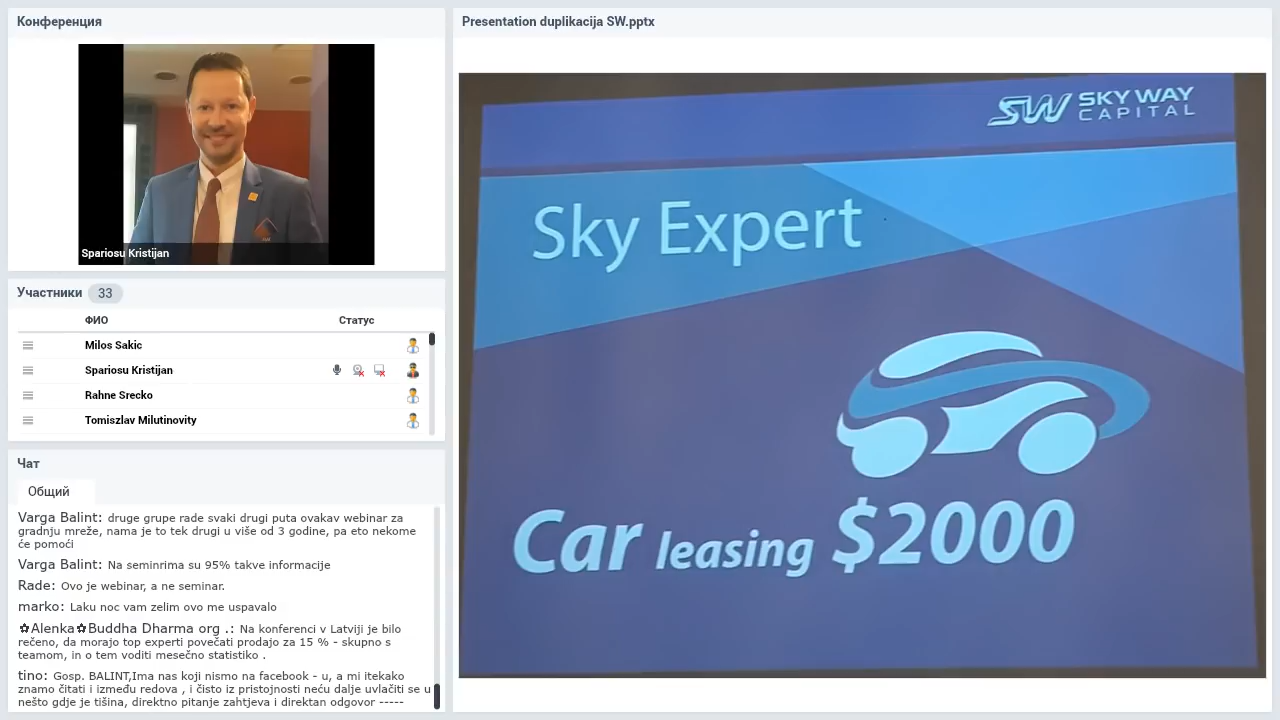 Конференция
Spariosu Kristijan
Участники 33
ФИО Статус
Milos Sakic
Spariosu Kristijan
Rahne Srecko
Tomiszlav Milutinovity
Чат
Общий
Varga Balint: druge grupe rade svaki drugi puta ovakav webinar za
gradnju mreže, nama je to tek drugi u više od 3 godine, pa eto nekome
će pomoći
Varga Balint: Na seminrima su 95% takve informacije
Rade: Ovo je webinar, a ne seminar.
marko: Laku noc vam zelim ovo me uspavalo
✿Alenka✿Buddha Dharma org .: Na konferenci v Latviji je bilo
rečeno, da morajo top experti povečati prodajo za 15 % - skupno s
teamom, in o tem voditi mesečno statistiko .
tino: Gosp. BALINT,Ima nas koji nismo na facebook - u, a mi itekako
znamo čitati i između redova , i čisto iz pristojnosti neću dalje uvlačiti se u
nešto gdje je tišina, direktno pitanje zahtjeva i direktan odgovor -----
Presentation duplikacija SW.pptx
SW SKY WAY
CAPITAL
Sky Expert
Car leasing $2000